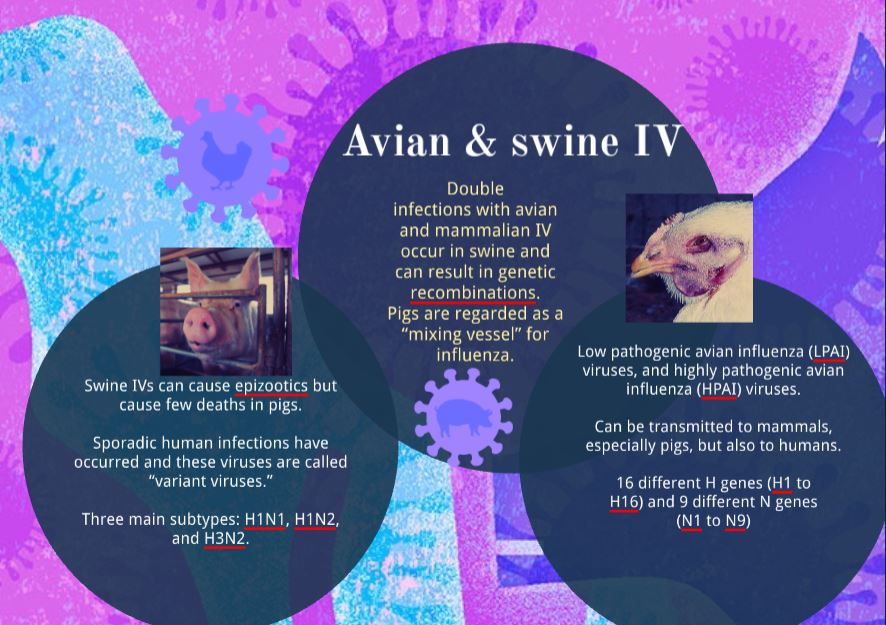 Avian & swine IV
Double
infections with avian
and mammalian IV
occur in swine and
can result in genetic
recombinations.
Pigs are regarded as a
“mixing vessel” for
influenza.
Swine IVs can cause epizootics but
cause few deaths in pigs.
Sporadic human infections have
occurred and these viruses are called
“variant viruses.”
Three main subtypes: H1N1, H1N2,
and H3N2.
Low pathogenic avian influenza (LPAI)
viruses, and highly pathogenic avian
influenza (HPAI) viruses.
Can be transmitted to mammals,
especially pigs, but also to humans.
16 different H genes (H1 to
H16) and 9 different N genes
(N1 to N9)